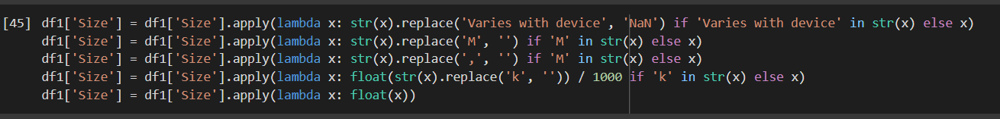 [45] df1['Size'] = df1['Size'].apply(lambda x: str(x).replace('Varies with device', 'NaN') if 'Varies with device' in str(x) else x)
df1['Size'] = df1['Size'].apply(lambda x: str(x).replace('M', '') if 'M' in str(x) else x)
df1['Size'] = df1['Size'].apply(lambda x: str(x).replace(',', '') if 'M' in str(x) else x)
df1['Size'] = df1['Size'].apply(lambda x: float(str(x).replace('k', '')) / 1000 if 'k' in str(x) else x)
df1['Size'] = df1['Size'].apply(lambda x: float(x))